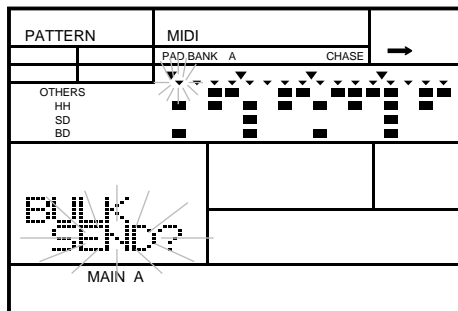 PATTERN MIDI
PAD BANK A CHASE
OTHERS
HH
SD
BD
BULK
SEND?
MAIN A